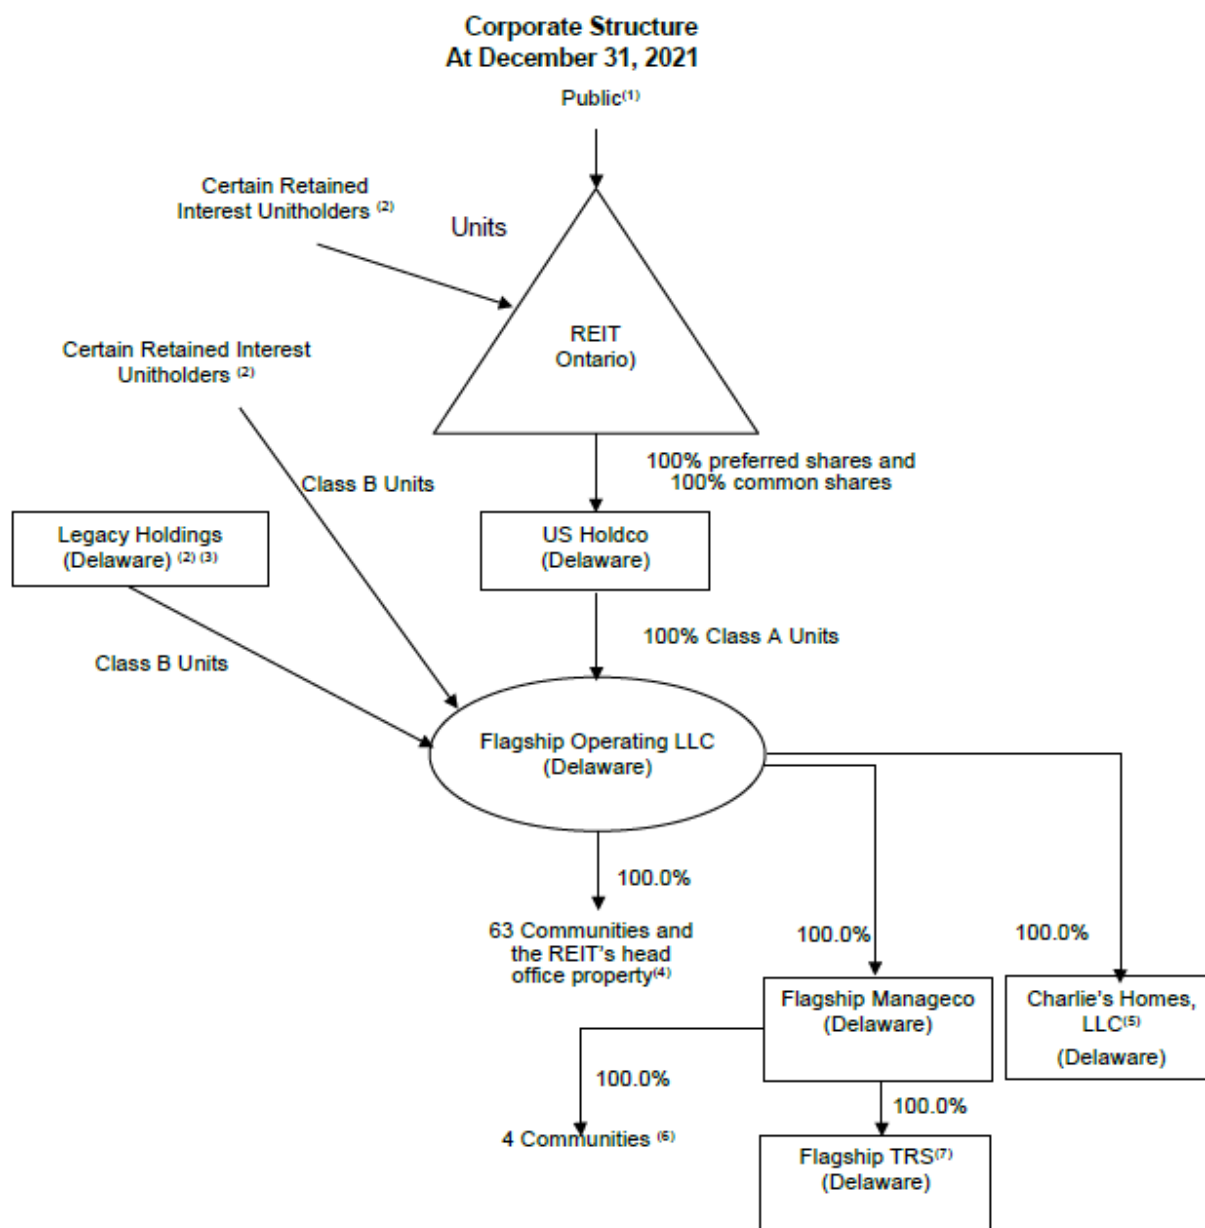 Corporate Structure
At December 31, 2021
Public(1)
Certain Retained
Interest Unitholders (2)
Units
REIT
Ontario)
Certain Retained Interest
Unitholders (2)
100% preferred shares and
100% common shares
Class B Units
Legacy Holdings
(Delaware) (2) (3)
US Holdco
(Delaware)
100% Class A Units
Class B Units
Flagship Operating LLC
(Delaware)
100.0%
63 Communities and
the REIT's head
office property(4)
100.0%
100.0%
Flagship Manageco
(Delaware)
Charlie's Homes,
LLC(5)
(Delaware)
100.0%
100.0%
4 Communities (6)
Flagship TRS(7)
(Delaware)